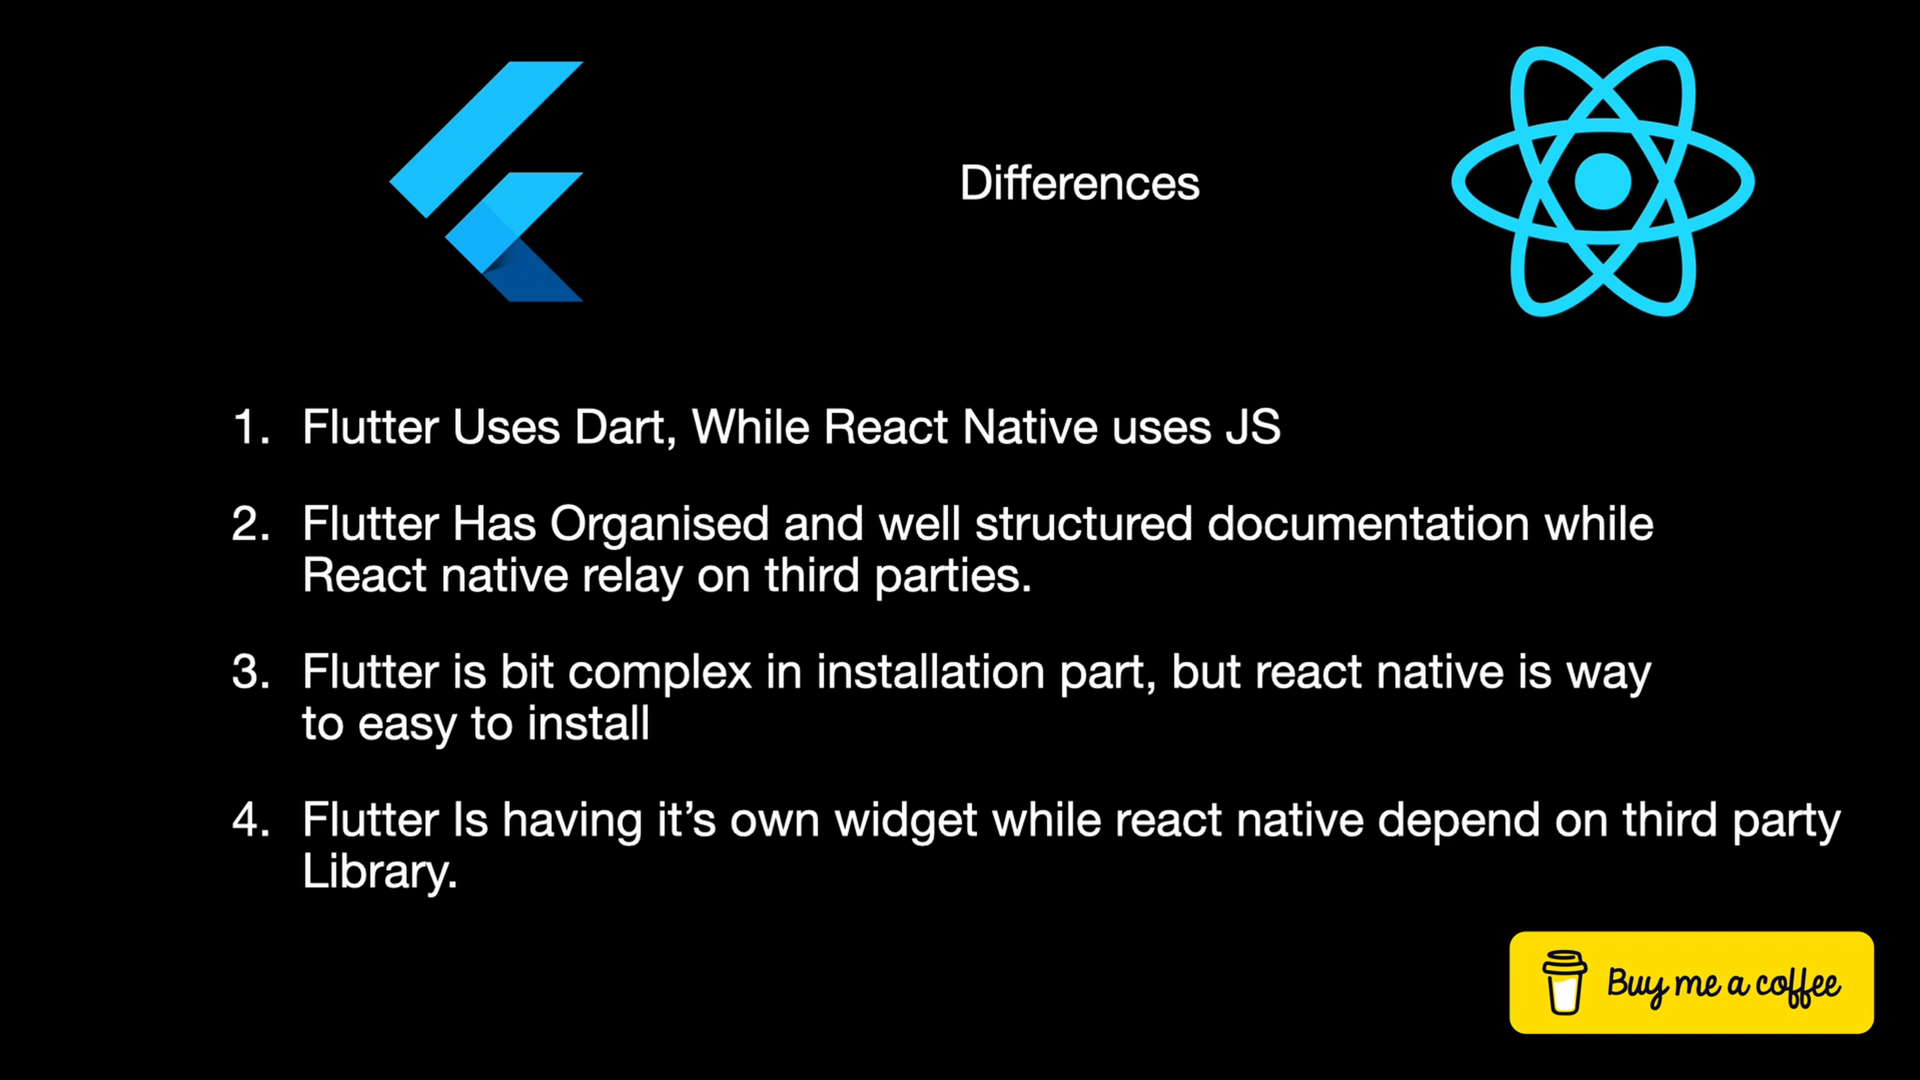 Differences
1. Flutter Uses Dart, While React Native uses JS
2. Flutter Has Organised and well structured documentation while
React native relay on third parties.
3. Flutter is bit complex in installation part, but react native is way
to easy to install
4. Flutter Is having it’s own widget while react native depend on third party
Library.
Buy me a coffee